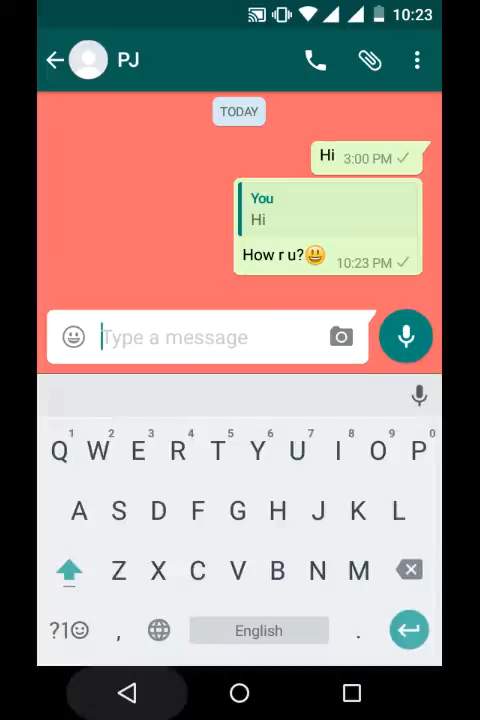 10:23
PJ
TODAY
Hi 3:00 PM
You
Hi
How r u?😃 10:23 PM
Type a message
1 2 3 4 5 6 7 8 9 0
Q W E R T Y U I O P
A S D F G H J K L
Z X C V B N M
?1☺ , English .